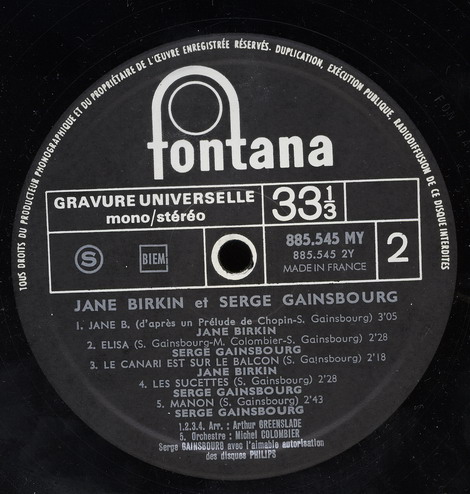 TOUS DROITS DU PRODUCTEUR PHONOGRAPHIQUE ET DU PROPRIÉTAIRE DE L'ŒUVRE ENREGISTRÉE RÉSERVÉS. DUPLICATION, EXÉCUTION PUBLIQUE, RADIODIFFUSION DE CE DISQUE INTERDITES
fontana
GRAVURE UNIVERSELLE
mono/stéréo
33 1/3
S
BIEM
885.545 MY
885.545 2Y
MADE IN FRANCE
2
JANE BIRKIN et SERGE GAINSBOURG
1. JANE B. (d'après un Prélude de Chopin-S. Gainsbourg) 3'05
JANE BIRKIN
2. ELISA (S. Gainsbourg-M. Colombier-S. Gainsbourg) 2'28
SERGE GAINSBOURG
3. LE CANARI EST SUR LE BALCON (S. Gainsbourg) 2'18
JANE BIRKIN
4. LES SUCETTES (S. Gainsbourg) 2'28
SERGE GAINSBOURG
5. MANON (S. Gainsbourg) 2'43
SERGE GAINSBOURG
1.2.3.4. Arr. : Arthur GREENSLADE
5. Orchestre : Michel COLOMBIER
Serge GAINSBOURG avec l'aimable autorisation
des disques PHILIPS